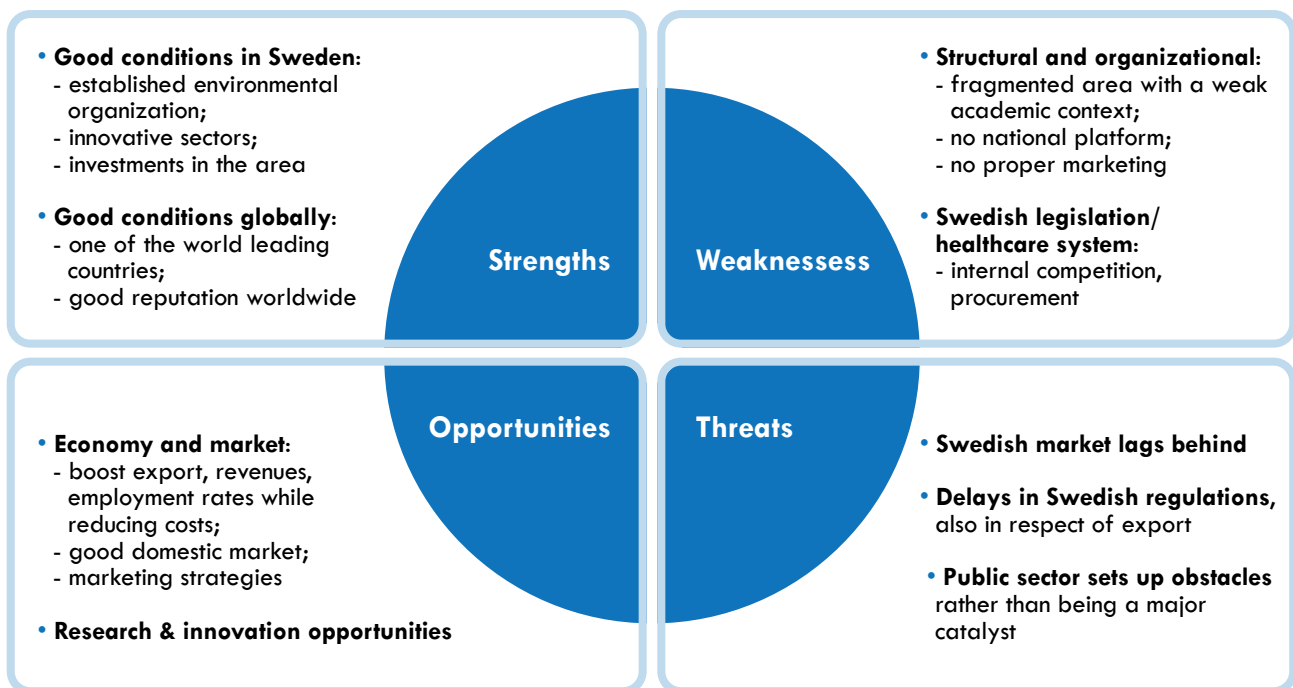 • Good conditions in Sweden:
- established environmental
organization;
- innovative sectors;
- investments in the area
• Good conditions globally:
- one of the world leading
countries;
- good reputation worldwide
Strengths
• Structural and organizational:
- fragmented area with a weak
academic context;
- no national platform;
- no proper marketing
• Swedish legislation/
healthcare system:
- internal competition,
procurement
Weaknessess
• Economy and market:
- boost export, revenues,
employment rates while
reducing costs;
- good domestic market;
- marketing strategies
• Research & innovation opportunities
Opportunities
Threats
• Swedish market lags behind
• Delays in Swedish regulations,
also in respect of export
• Public sector sets up obstacles
rather than being a major
catalyst